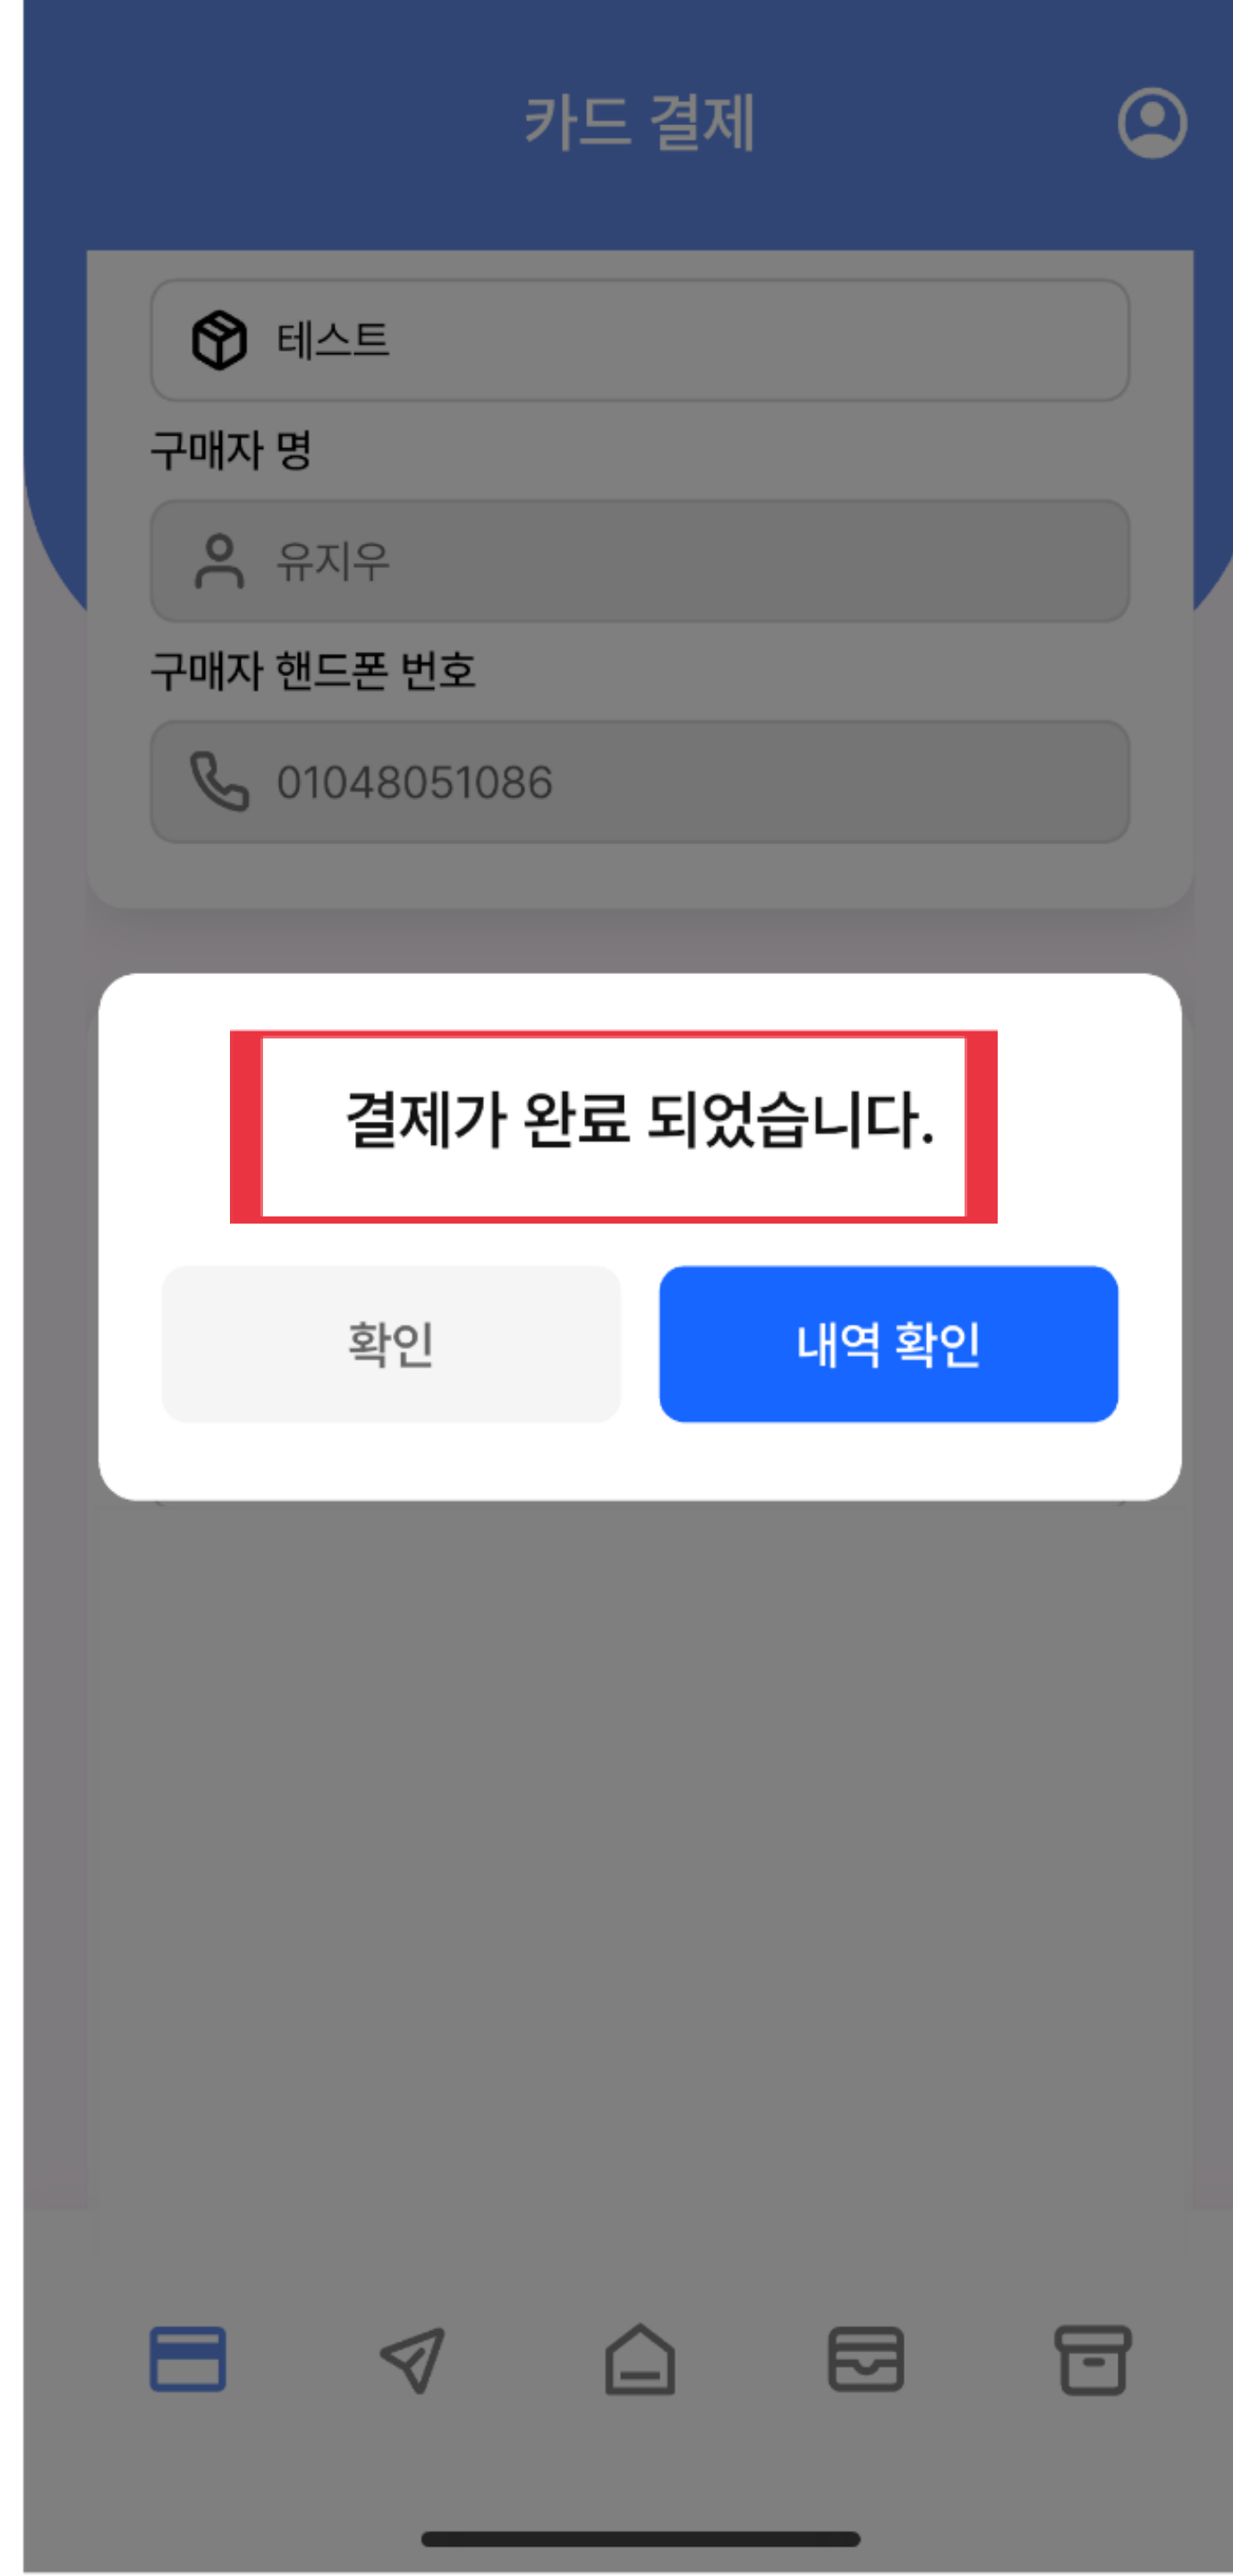 카드 결제
테스트
구매자 명
유지우
구매자 핸드폰 번호
01048051086
결제가 완료 되었습니다.
확인
내역 확인